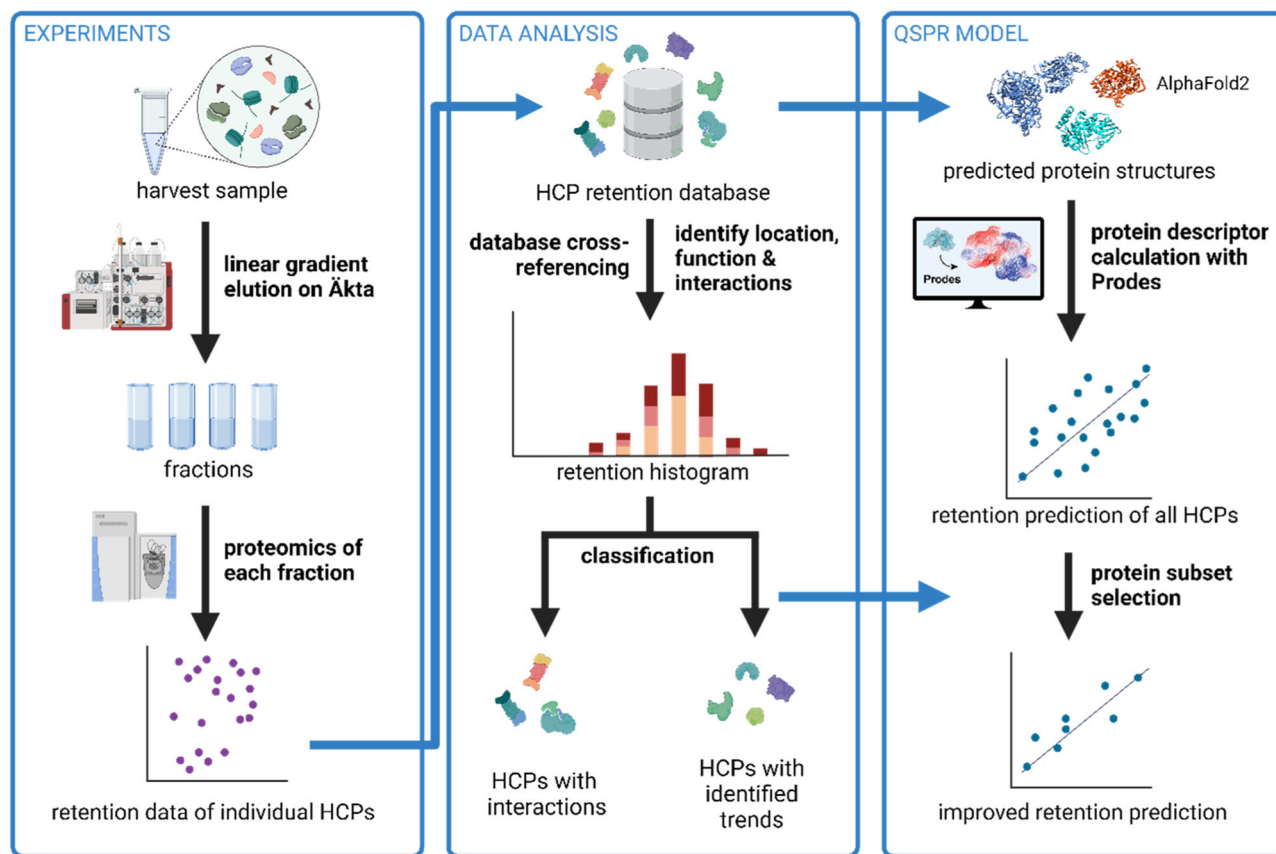 EXPERIMENTS
harvest sample
linear gradient
elution on Äkta
fractions
proteomics of
each fraction
retention data of individual HCPs
DATA ANALYSIS
HCP retention database
database cross-
referencing
identify location,
function &
interactions
retention histogram
classification
HCPs with
interactions
HCPs with
identified
trends
QSPR MODEL
AlphaFold2
predicted protein structures
Prodes
protein descriptor
calculation with
Prodes
retention prediction of all HCPs
protein subset
selection
improved retention prediction